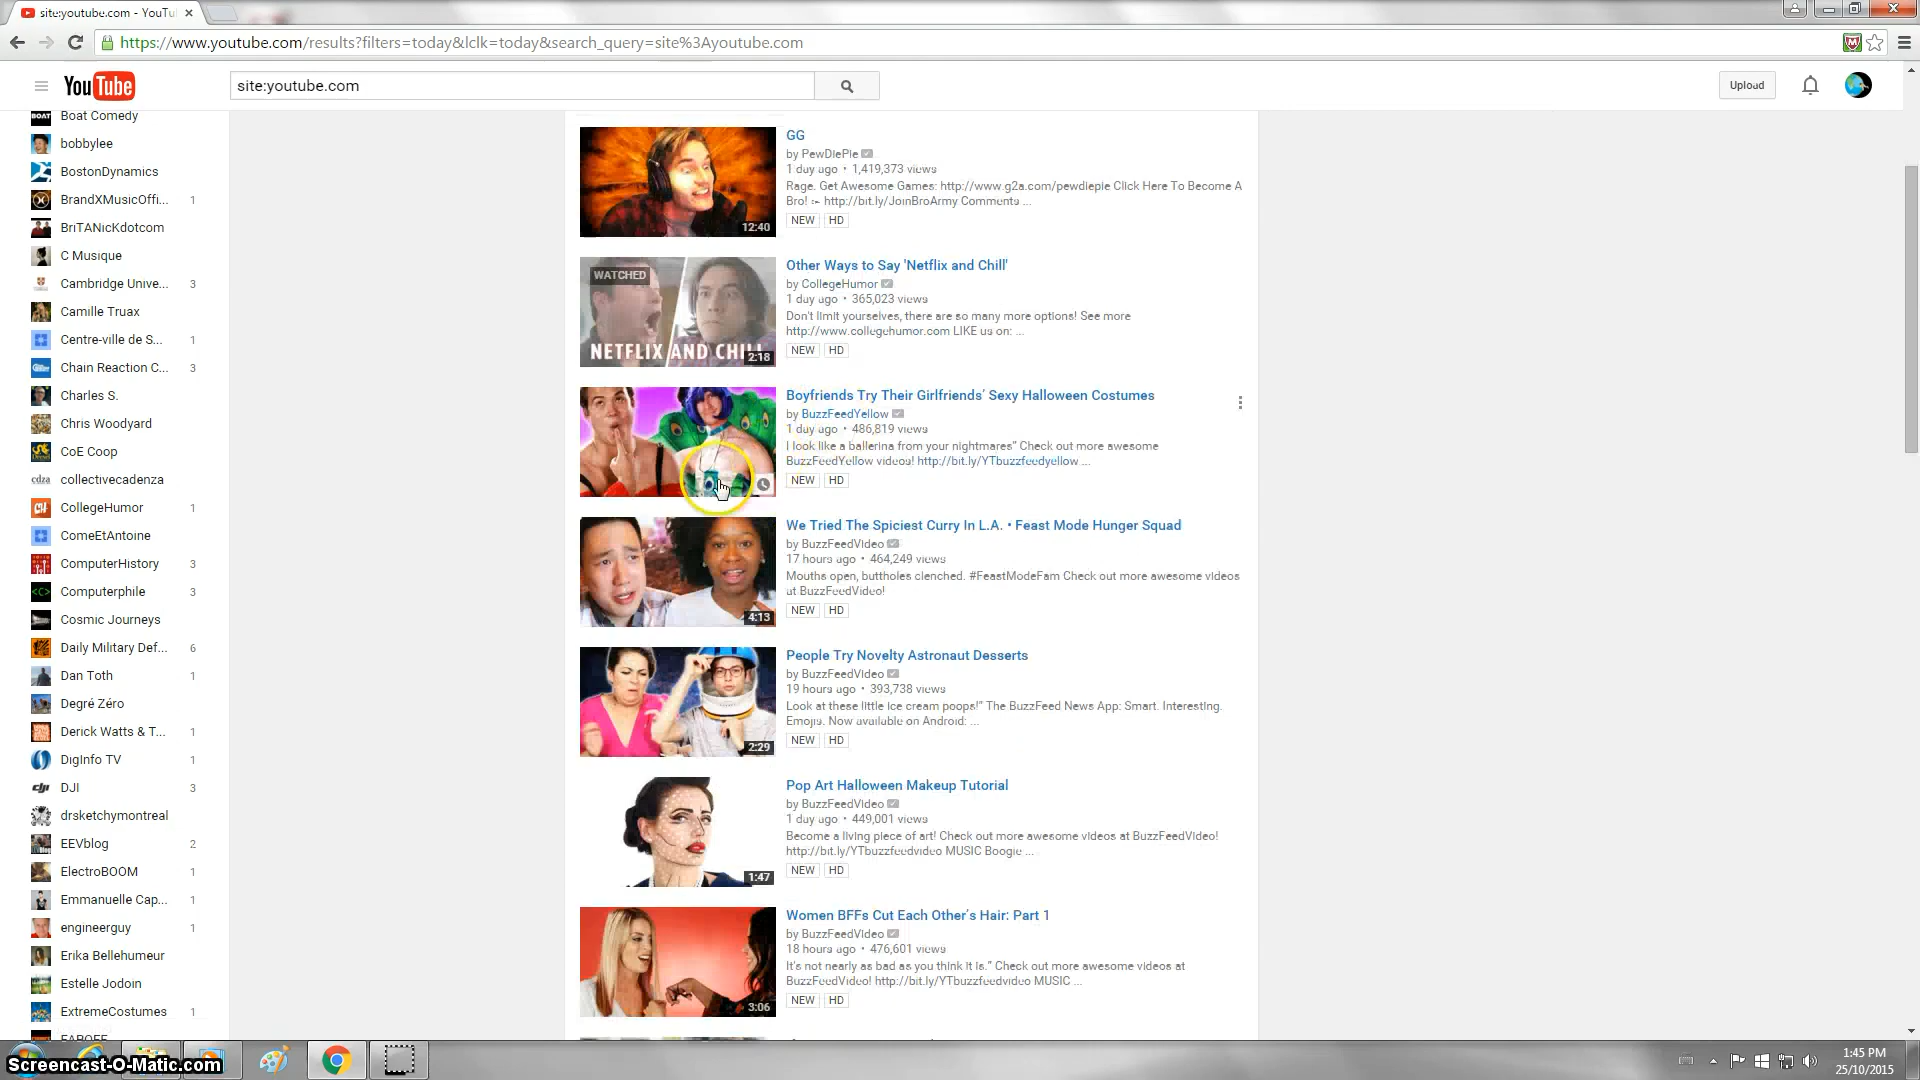 site:youtube.com - YouTu
https://www.youtube.com/results?filters=today&lclk=today&search_query=site%3Ayoutube.com
YouTube
site:youtube.com
Upload
Boat Comedy
bobbylee
BostonDynamics
BrandXMusicOffi... 1
BriTANicKdotcom
C Musique
Cambridge Unive... 3
Camille Truax
Centre-ville de S... 1
Chain Reaction C... 3
Charles S.
Chris Woodyard
CoE Coop
cdza collectivecadenza
CH CollegeHumor 1
ComeEtAntoine
ComputerHistory 3
<C> Computerphile 3
Cosmic Journeys
Daily Military Def... 6
Dan Toth 1
Degré Zéro
Derick Watts & T... 1
DigInfo TV 1
dji DJI 3
drsketchymontreal
EEVblog 2
ElectroBOOM 1
Emmanuelle Cap... 1
engineerguy 1
Erika Bellehumeur
Estelle Jodoin
ExtremeCostumes 1
GG
by PewDiePie
1 day ago • 1,419,373 views
Rage. Get Awesome Games: http://www.g2a.com/pewdiepie Click Here To Become A
Bro! ➳ http://bit.ly/JoinBroArmy Comments ...
NEW HD
12:40
Other Ways to Say 'Netflix and Chill'
by CollegeHumor
1 day ago • 365,023 views
Don't limit yourselves, there are so many more options! See more
http://www.collegehumor.com LIKE us on: ...
NEW HD
WATCHED
NETFLIX AND CHILL
2:18
Boyfriends Try Their Girlfriends' Sexy Halloween Costumes
by BuzzFeedYellow
1 day ago • 486,819 views
I look like a ballerina from your nightmares" Check out more awesome
BuzzFeedYellow videos! http://bit.ly/YTbuzzfeedyellow ...
NEW HD
We Tried The Spiciest Curry In L.A. • Feast Mode Hunger Squad
by BuzzFeedVideo
17 hours ago • 464,249 views
Mouths open, buttholes clenched. #FeastModeFam Check out more awesome videos
at BuzzFeedVideo!
NEW HD
4:13
People Try Novelty Astronaut Desserts
by BuzzFeedVideo
19 hours ago • 393,738 views
Look at these little ice cream poops!" The BuzzFeed News App: Smart. Interesting.
Emojis. Now available on Android: ...
NEW HD
2:29
Pop Art Halloween Makeup Tutorial
by BuzzFeedVideo
1 day ago • 449,001 views
Become a living piece of art! Check out more awesome videos at BuzzFeedVideo!
http://bit.ly/YTbuzzfeedvideo MUSIC Boogie ...
NEW HD
1:47
Women BFFs Cut Each Other's Hair: Part 1
by BuzzFeedVideo
18 hours ago • 476,601 views
It's not nearly as bad as you think it is." Check out more awesome videos at
BuzzFeedVideo! http://bit.ly/YTbuzzfeedvideo MUSIC ...
NEW HD
3:06
Screencast-O-Matic.com
1:45 PM
25/10/2015